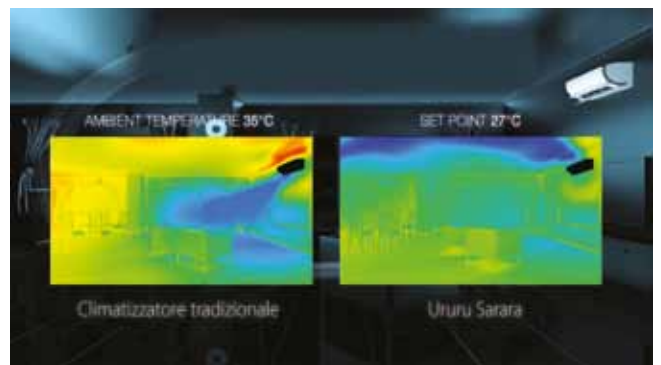 AMBIENT TEMPERATURE 35°C
SET POINT 27°C
Climatizzatore tradizionale
Ururu Sarara